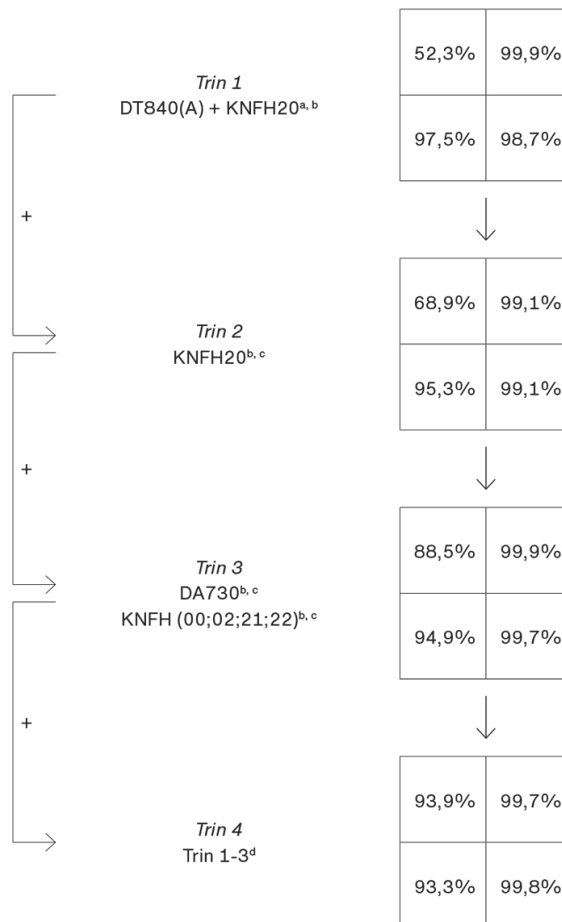 52,3% 99,9%
Trin 1
DT840(A) + KNFH20ᵃ, ᵇ
97,5% 98,7%
+
68,9% 99,1%
Trin 2
KNFH20ᵇ, ᶜ
95,3% 99,1%
+
88,5% 99,9%
Trin 3
DA730ᵇ, ᶜ
KNFH (00;02;21;22)ᵇ, ᶜ
94,9% 99,7%
+
93,9% 99,7%
Trin 4
Trin 1-3ᵈ
93,3% 99,8%